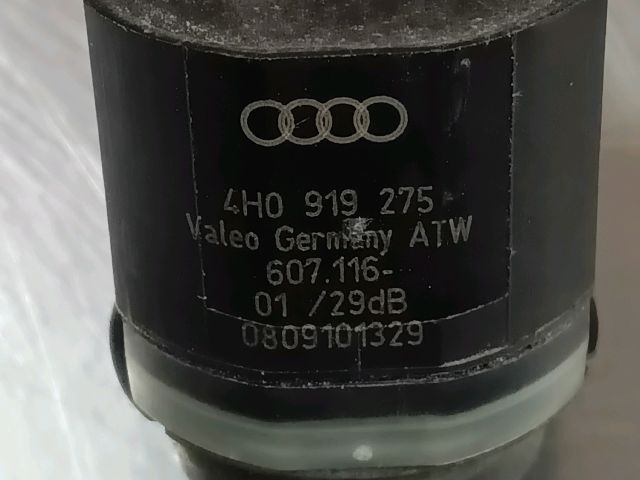 4H0 919 275
Valeo Germany ATW
607.116-
01 /29dB
0809101329